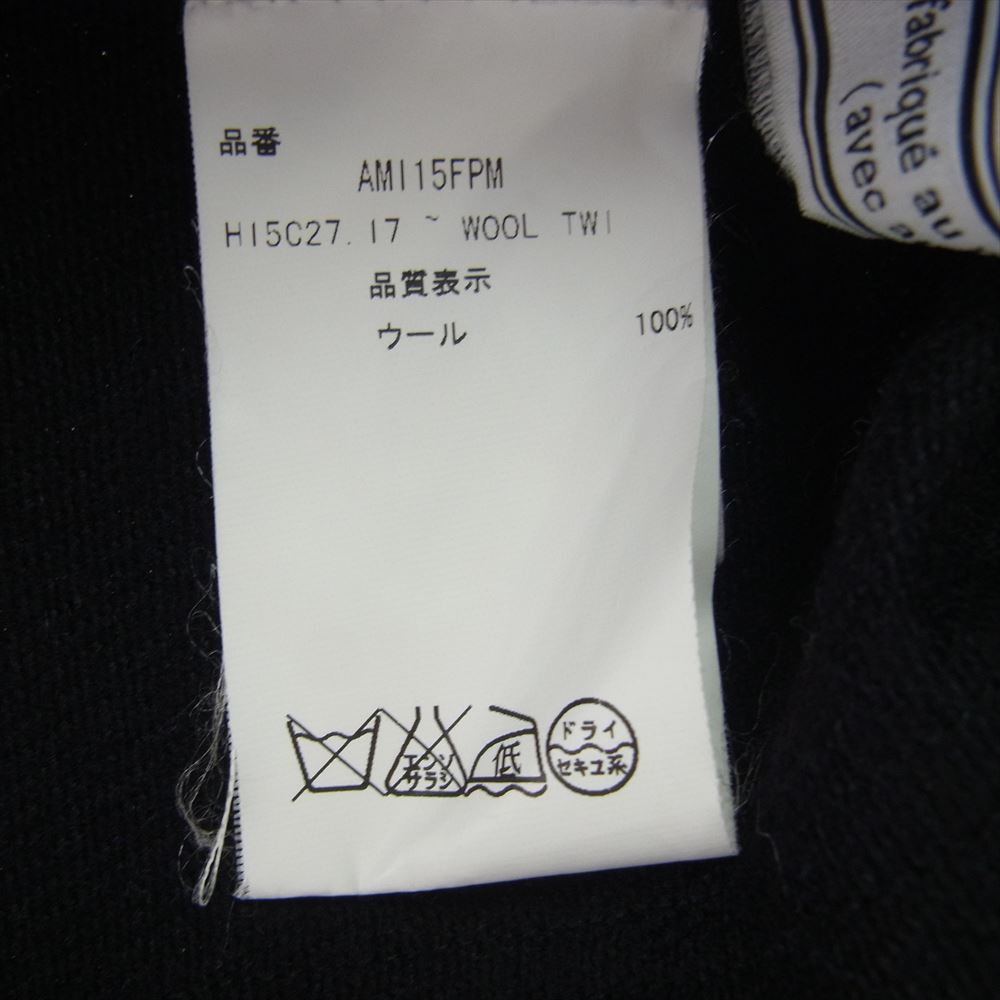 品番
AMI15FPM
H15C27.17 ~ WOOL TWI
品質表示
ウール 100%
エンソ
サラシ
低
ドライ
セキユ系
fabriqué au
(avec